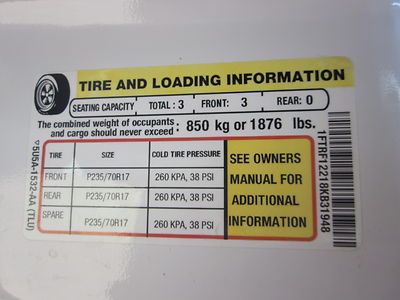 TIRE AND LOADING INFORMATION
SEATING CAPACITY TOTAL : 3 FRONT: 3 REAR: 0
The combined weight of occupants
and cargo should never exceed : 850 kg or 1876 lbs.
TIRE SIZE COLD TIRE PRESSURE
FRONT P235/70R17 260 KPA, 38 PSI
REAR P235/70R17 260 KPA, 38 PSI
SPARE P235/70R17 260 KPA, 38 PSI
SEE OWNERS
MANUAL FOR
ADDITIONAL
INFORMATION
5U5A-1532-AA (TLU)
1FTRF12218KB31948